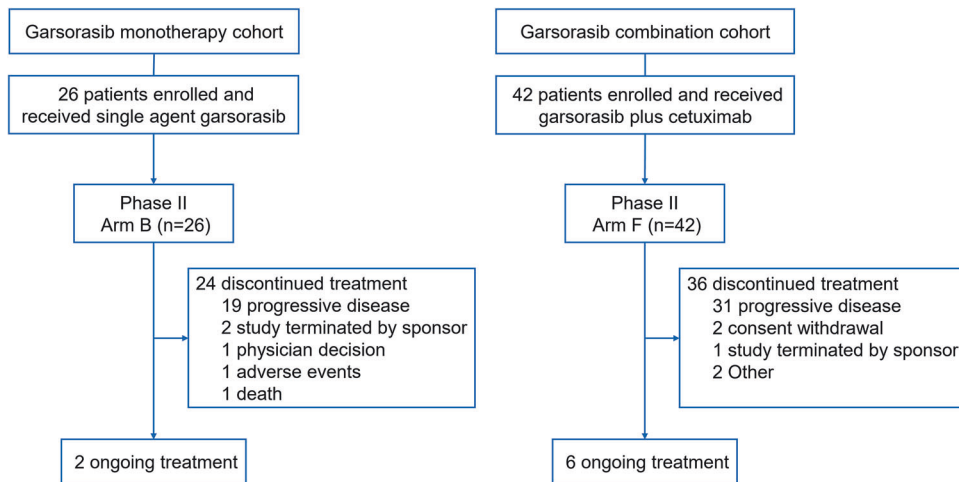 Garsorasib monotherapy cohort
26 patients enrolled and
received single agent garsorasib
Phase II
Arm B (n=26)
24 discontinued treatment
19 progressive disease
2 study terminated by sponsor
1 physician decision
1 adverse events
1 death
2 ongoing treatment
Garsorasib combination cohort
42 patients enrolled and received
garsorasib plus cetuximab
Phase II
Arm F (n=42)
36 discontinued treatment
31 progressive disease
2 consent withdrawal
1 study terminated by sponsor
2 Other
6 ongoing treatment